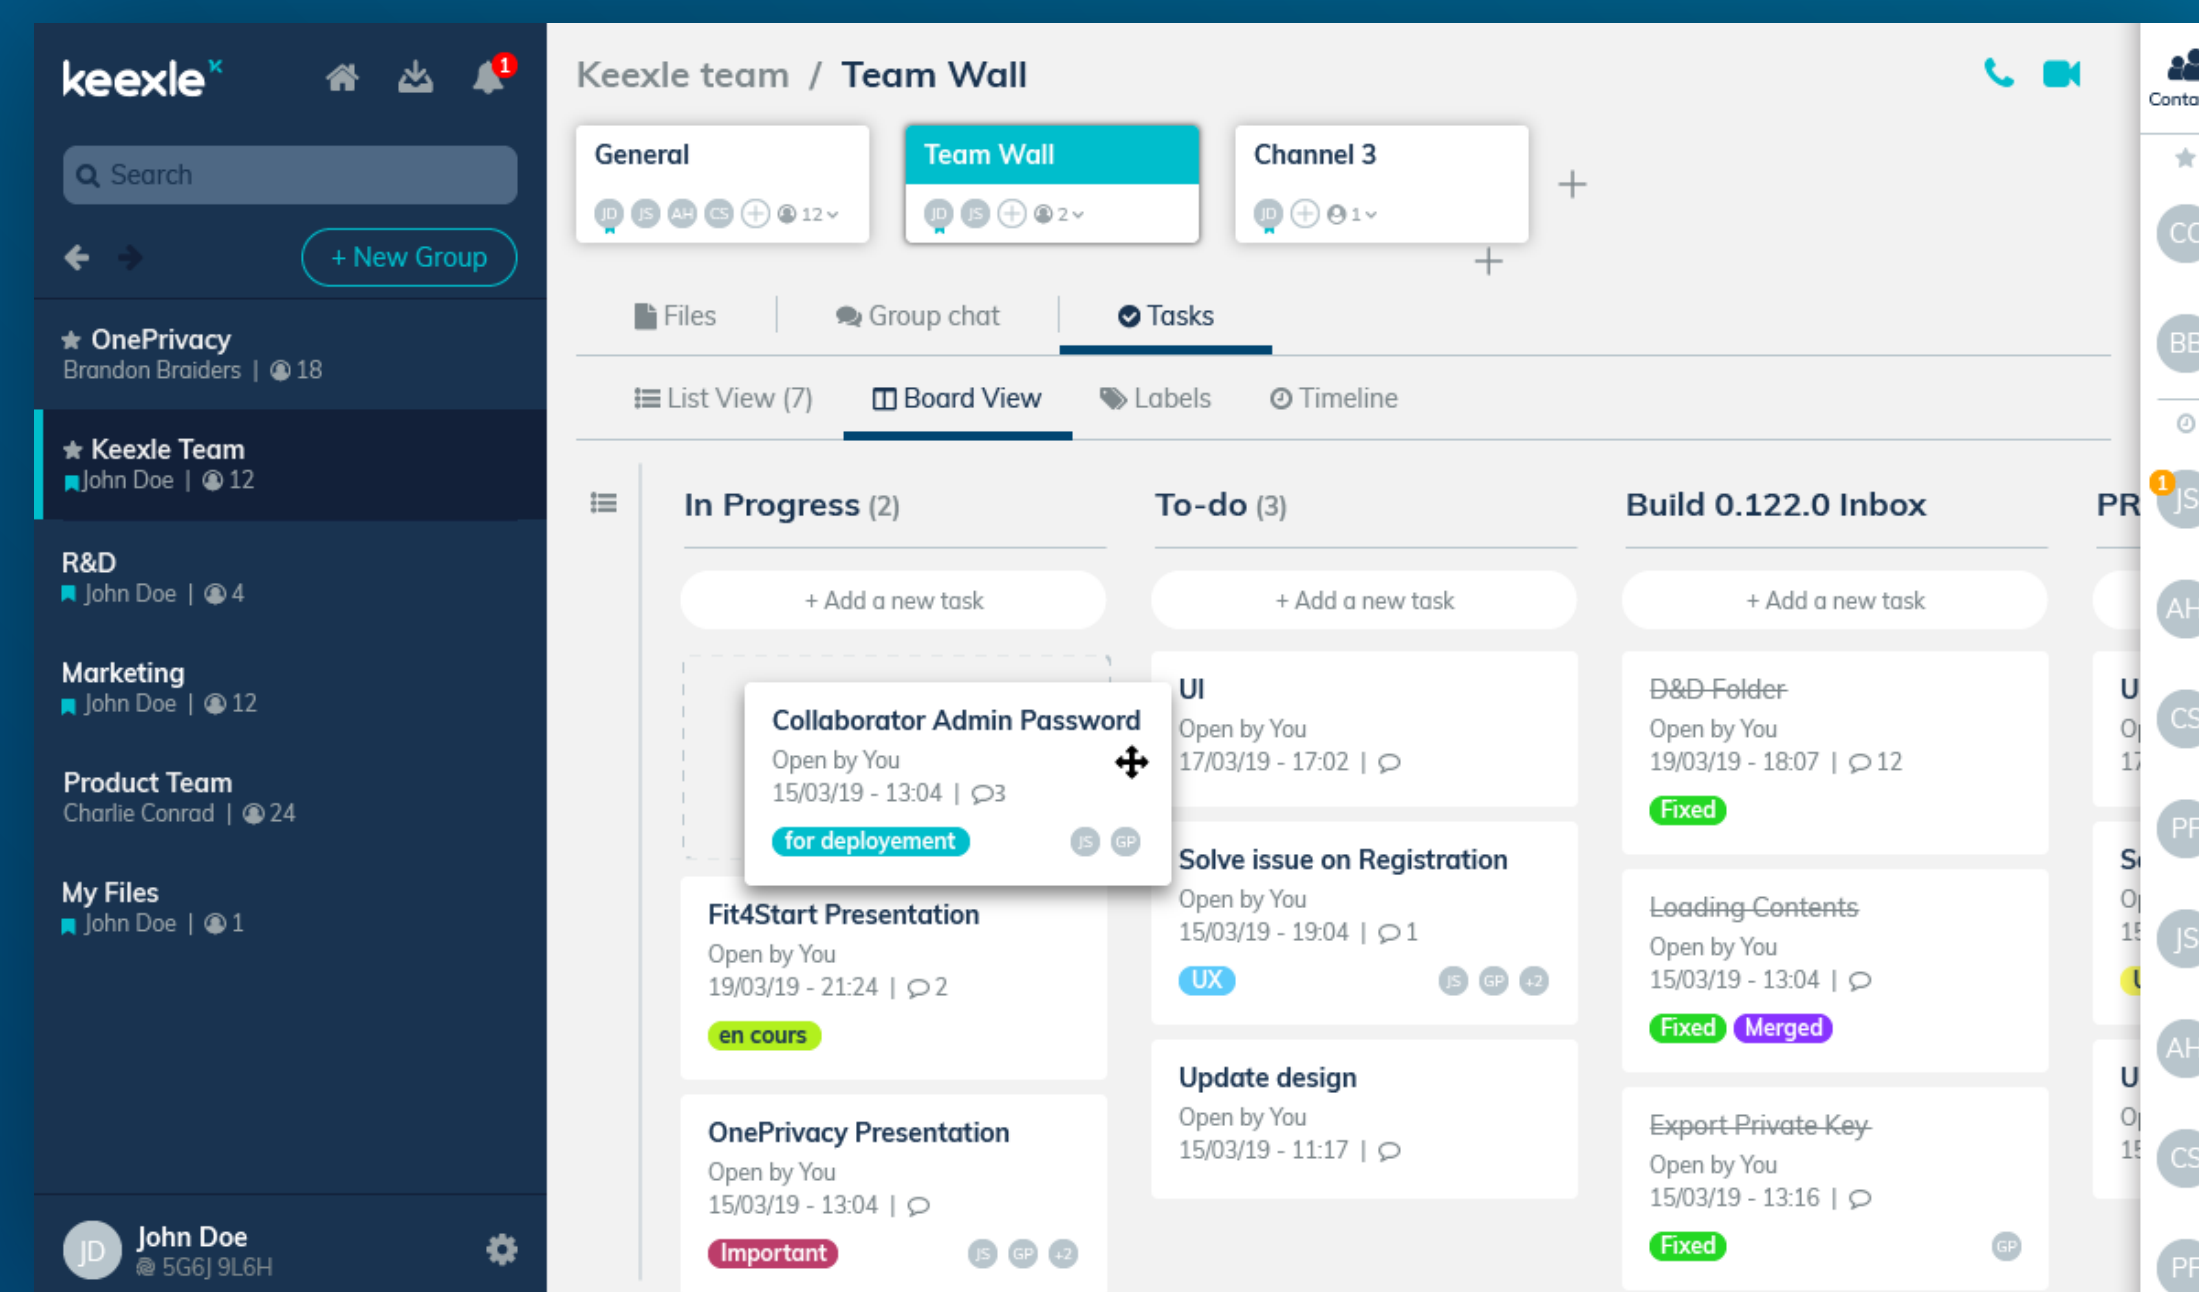 keexle
1
Search
+ New Group
OnePrivacy
Brandon Braiders | 18
Keexle Team
John Doe | 12
R&D
John Doe | 4
Marketing
John Doe | 12
Product Team
Charlie Conrad | 24
My Files
John Doe | 1
JD
John Doe
@ 5G6J 9L6H
Keexle team / Team Wall
General
JD JS AH CS 12
Team Wall
JD JS 2
Channel 3
JD 1
Files
Group chat
Tasks
List View (7)
Board View
Labels
Timeline
In Progress (2)
+ Add a new task
Collaborator Admin Password
Open by You
15/03/19 - 13:04 | 3
for deployement
JS GP
Fit4Start Presentation
Open by You
19/03/19 - 21:24 | 2
en cours
OnePrivacy Presentation
Open by You
15/03/19 - 13:04 |
Important
JS GP +2
To-do (3)
+ Add a new task
UI
Open by You
17/03/19 - 17:02 |
Solve issue on Registration
Open by You
15/03/19 - 19:04 | 1
UX
JS GP +2
Update design
Open by You
15/03/19 - 11:17 |
Build 0.122.0 Inbox
+ Add a new task
D&D Folder
Open by You
19/03/19 - 18:07 | 12
Fixed
Loading Contents
Open by You
15/03/19 - 13:04 |
Fixed Merged
Export Private Key
Open by You
15/03/19 - 13:16 |
Fixed
GP
PR
1
JS
AH
CS
JS
AH
CS